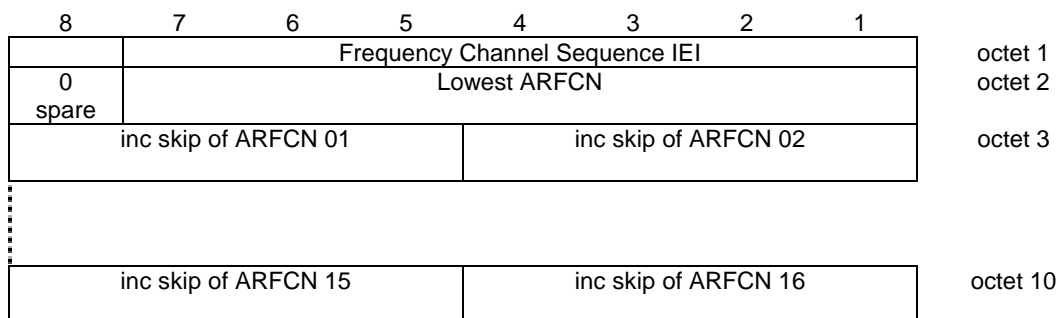 8 7 6 5 4 3 2 1
Frequency Channel Sequence IEI octet 1
0 Lowest ARFCN octet 2
spare
inc skip of ARFCN 01 inc skip of ARFCN 02 octet 3
inc skip of ARFCN 15 inc skip of ARFCN 16 octet 10